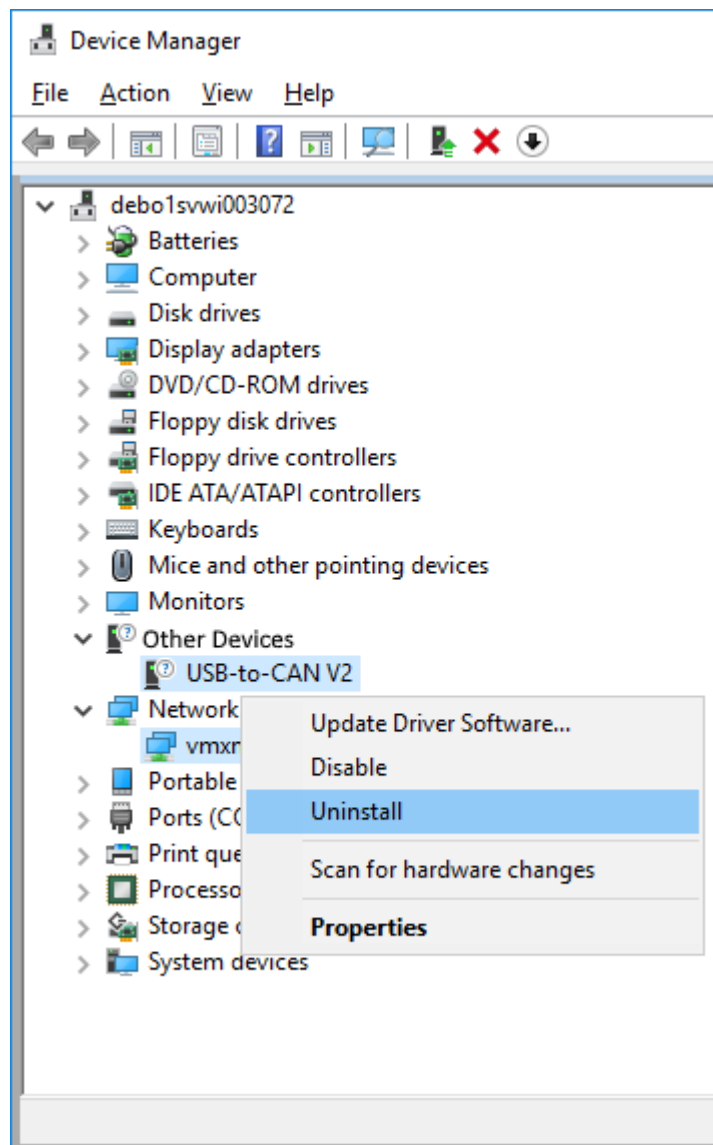 Device Manager
File Action View Help
debo1svwi003072
Batteries
Computer
Disk drives
Display adapters
DVD/CD-ROM drives
Floppy disk drives
Floppy drive controllers
IDE ATA/ATAPI controllers
Keyboards
Mice and other pointing devices
Monitors
Other Devices
USB-to-CAN V2
Network
vmxn
Portable
Ports (CO
Print que
Processo
Storage c
System devices
Update Driver Software...
Disable
Uninstall
Scan for hardware changes
Properties